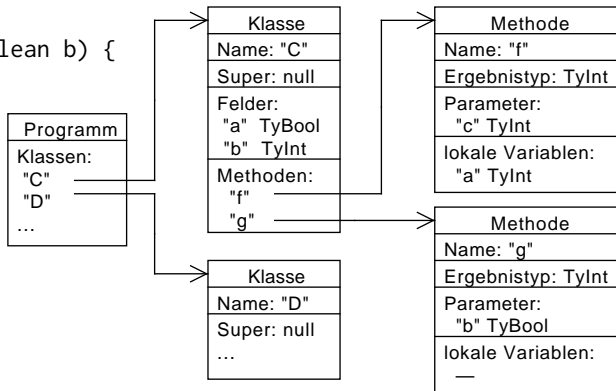 lean b) {
Programm
Klassen:
"C"
"D"
...
Klasse
Name: "C"
Super: null
Felder:
"a" TyBool
"b" TyInt
Methoden:
"f"
"g"
Klasse
Name: "D"
Super: null
...
Methode
Name: "f"
Ergebnistyp: TyInt
Parameter:
"c" TyInt
lokale Variablen:
"a" TyInt
Methode
Name: "g"
Ergebnistyp: TyInt
Parameter:
"b" TyBool
lokale Variablen:
—